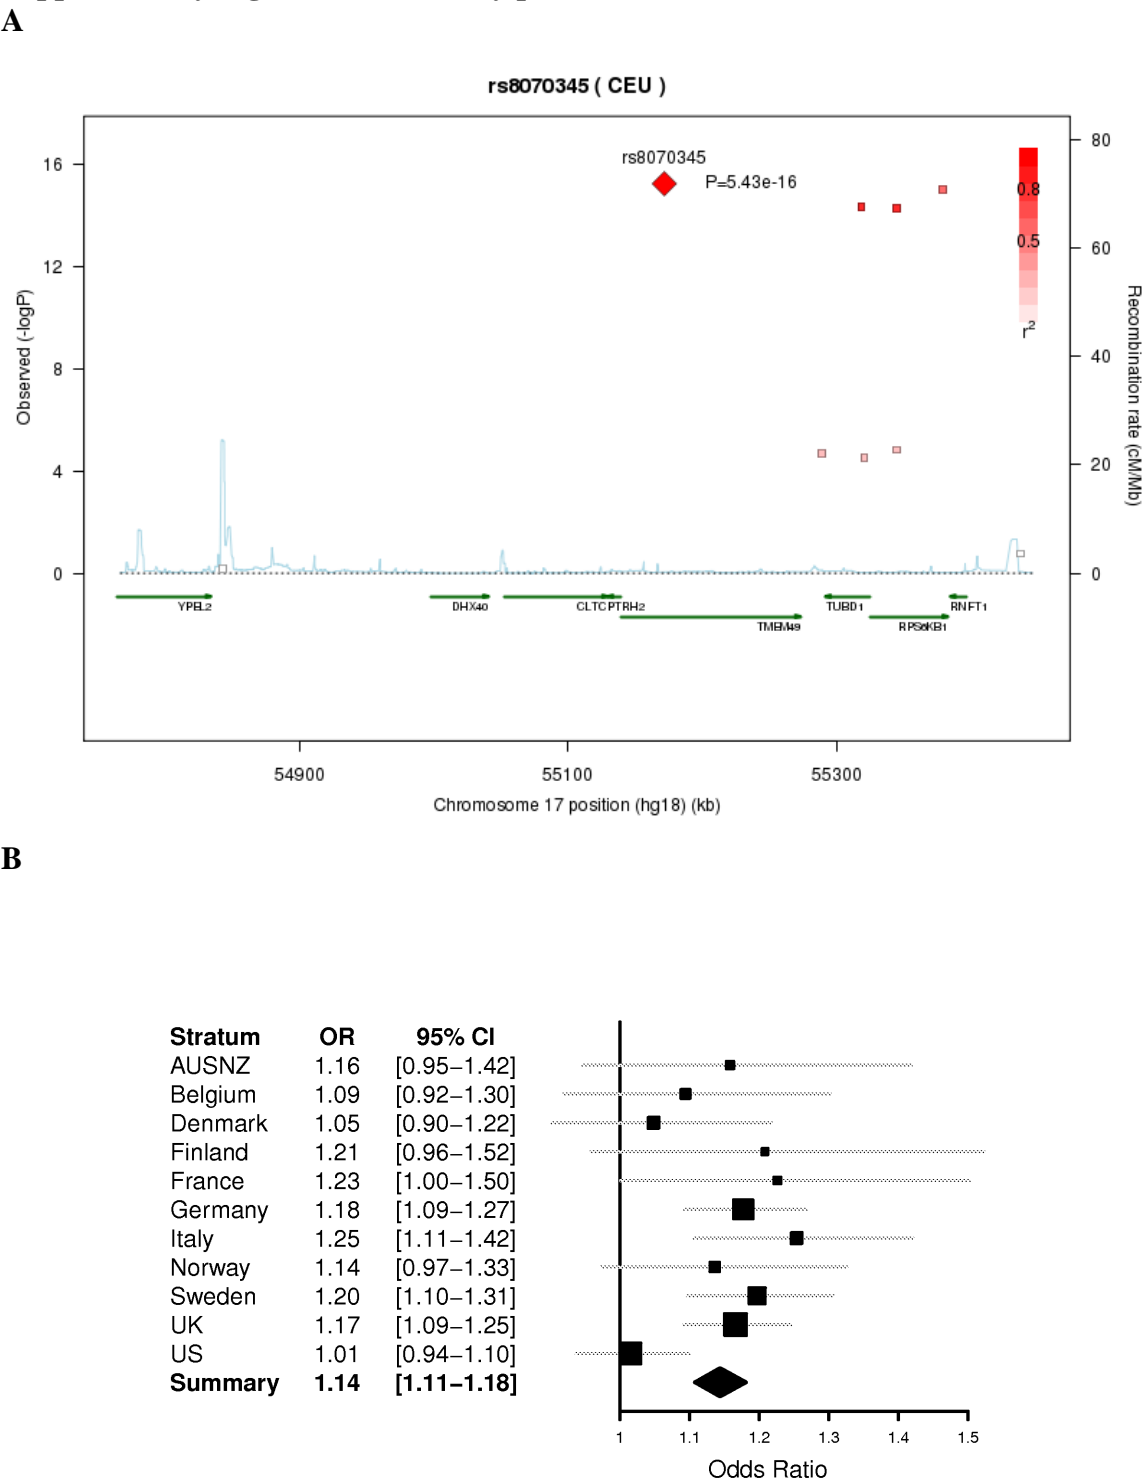 A
rs8070345 ( CEU )
rs8070345
P=5.43e-16
16
12
8
4
0
Observed (-logP)
80
60
40
20
0
Recombination rate (cM/Mb)
0.8
0.5
r²
YPEL2
DHX40
CLTC
PTRH2
TUBD1
RNFT1
TMEM49
RPS6KB1
54900
55100
55300
Chromosome 17 position (hg18) (kb)
B
Stratum OR 95% CI
AUSNZ 1.16 [0.95−1.42]
Belgium 1.09 [0.92−1.30]
Denmark 1.05 [0.90−1.22]
Finland 1.21 [0.96−1.52]
France 1.23 [1.00−1.50]
Germany 1.18 [1.09−1.27]
Italy 1.25 [1.11−1.42]
Norway 1.14 [0.97−1.33]
Sweden 1.20 [1.10−1.31]
UK 1.17 [1.09−1.25]
US 1.01 [0.94−1.10]
Summary 1.14 [1.11−1.18]
1 1.1 1.2 1.3 1.4 1.5
Odds Ratio